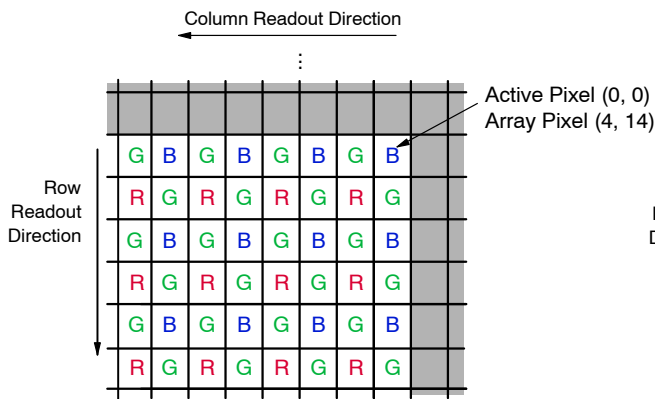 Column Readout Direction
⋮
Active Pixel (0, 0)
Array Pixel (4, 14)
Row
Readout
Direction
G B G B G B G B
R G R G R G R G
G B G B G B G B
R G R G R G R G
G B G B G B G B
R G R G R G R G